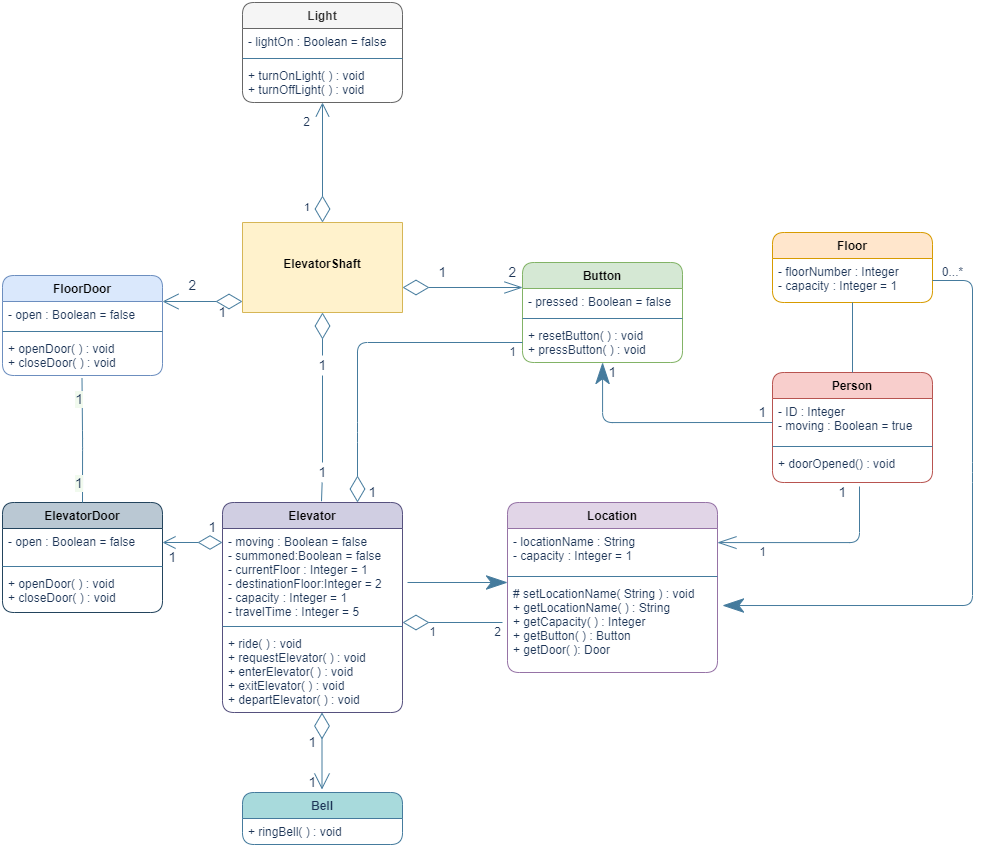 Light
- lightOn : Boolean = false
+ turnOnLight( ) : void
+ turnOffLight( ) : void
2
1
ElevatorShaft
1
2
2
1
1
FloorDoor
- open : Boolean = false
+ openDoor( ) : void
+ closeDoor( ) : void
Button
- pressed : Boolean = false
+ resetButton( ) : void
+ pressButton( ) : void
1
1
Floor
- floorNumber : Integer
- capacity : Integer = 1
0...*
Person
- ID : Integer
- moving : Boolean = true
+ doorOpened() : void
1
1
1
1
1
1
1
ElevatorDoor
- open : Boolean = false
+ openDoor( ) : void
+ closeDoor( ) : void
1
1
Elevator
- moving : Boolean = false
- summoned:Boolean = false
- currentFloor : Integer = 1
- destinationFloor:Integer = 2
- capacity : Integer = 1
- travelTime : Integer = 5
+ ride( ) : void
+ requestElevator( ) : void
+ enterElevator( ) : void
+ exitElevator( ) : void
+ departElevator( ) : void
1
2
Location
- locationName : String
- capacity : Integer = 1
# setLocationName( String ) : void
+ getLocationName( ) : String
+ getCapacity( ) : Integer
+ getButton( ) : Button
+ getDoor( ): Door
1
1
Bell
+ ringBell( ) : void